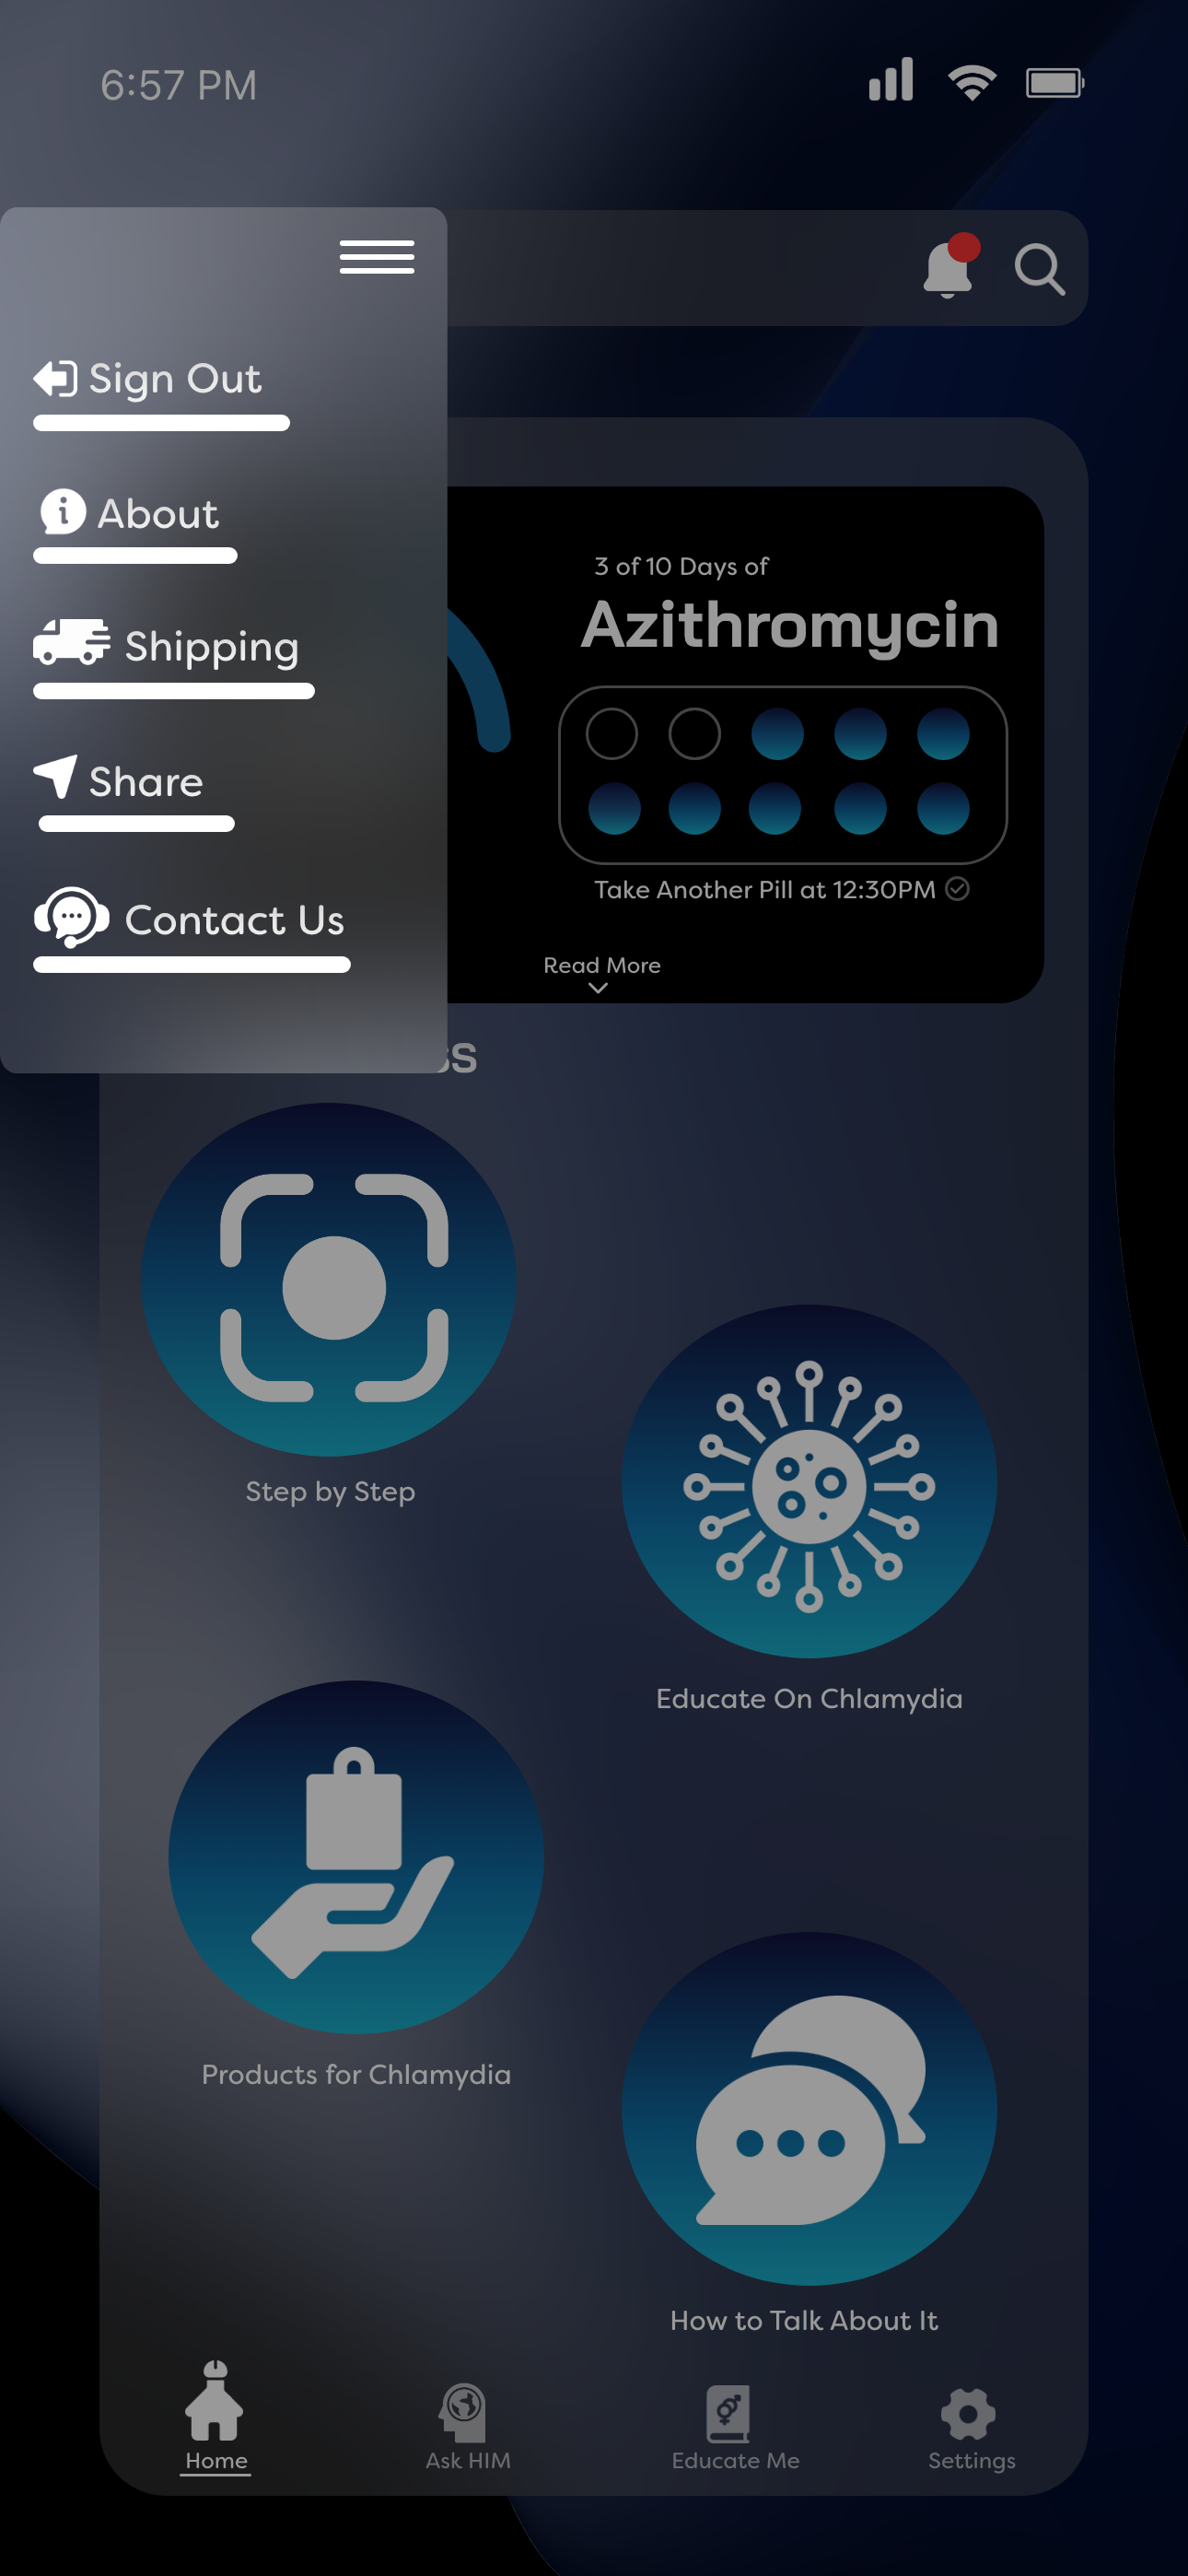 6:57 PM
Sign Out
About
Shipping
Share
Contact Us
3 of 10 Days of
Azithromycin
Take Another Pill at 12:30PM
Read More
Step by Step
Educate On Chlamydia
Products for Chlamydia
How to Talk About It
Home
Ask HIM
Educate Me
Settings